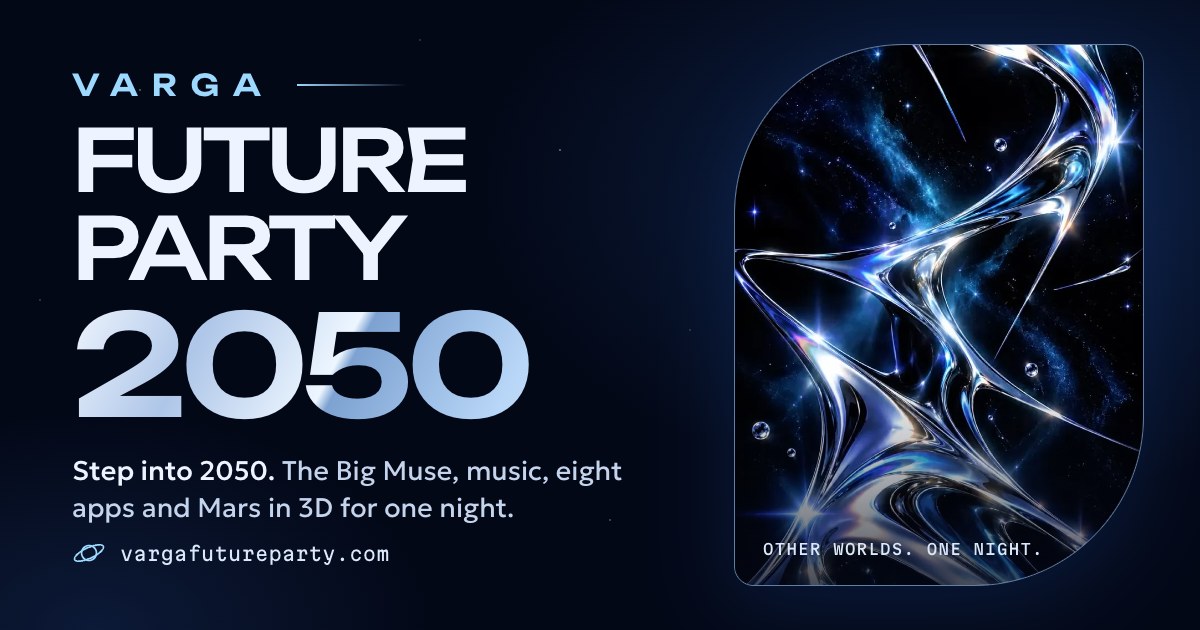 VARGA
FUTURE
PARTY
2050
Step into 2050. The Big Muse, music, eight
apps and Mars in 3D for one night.
vargafutureparty.com
OTHER WORLDS. ONE NIGHT.